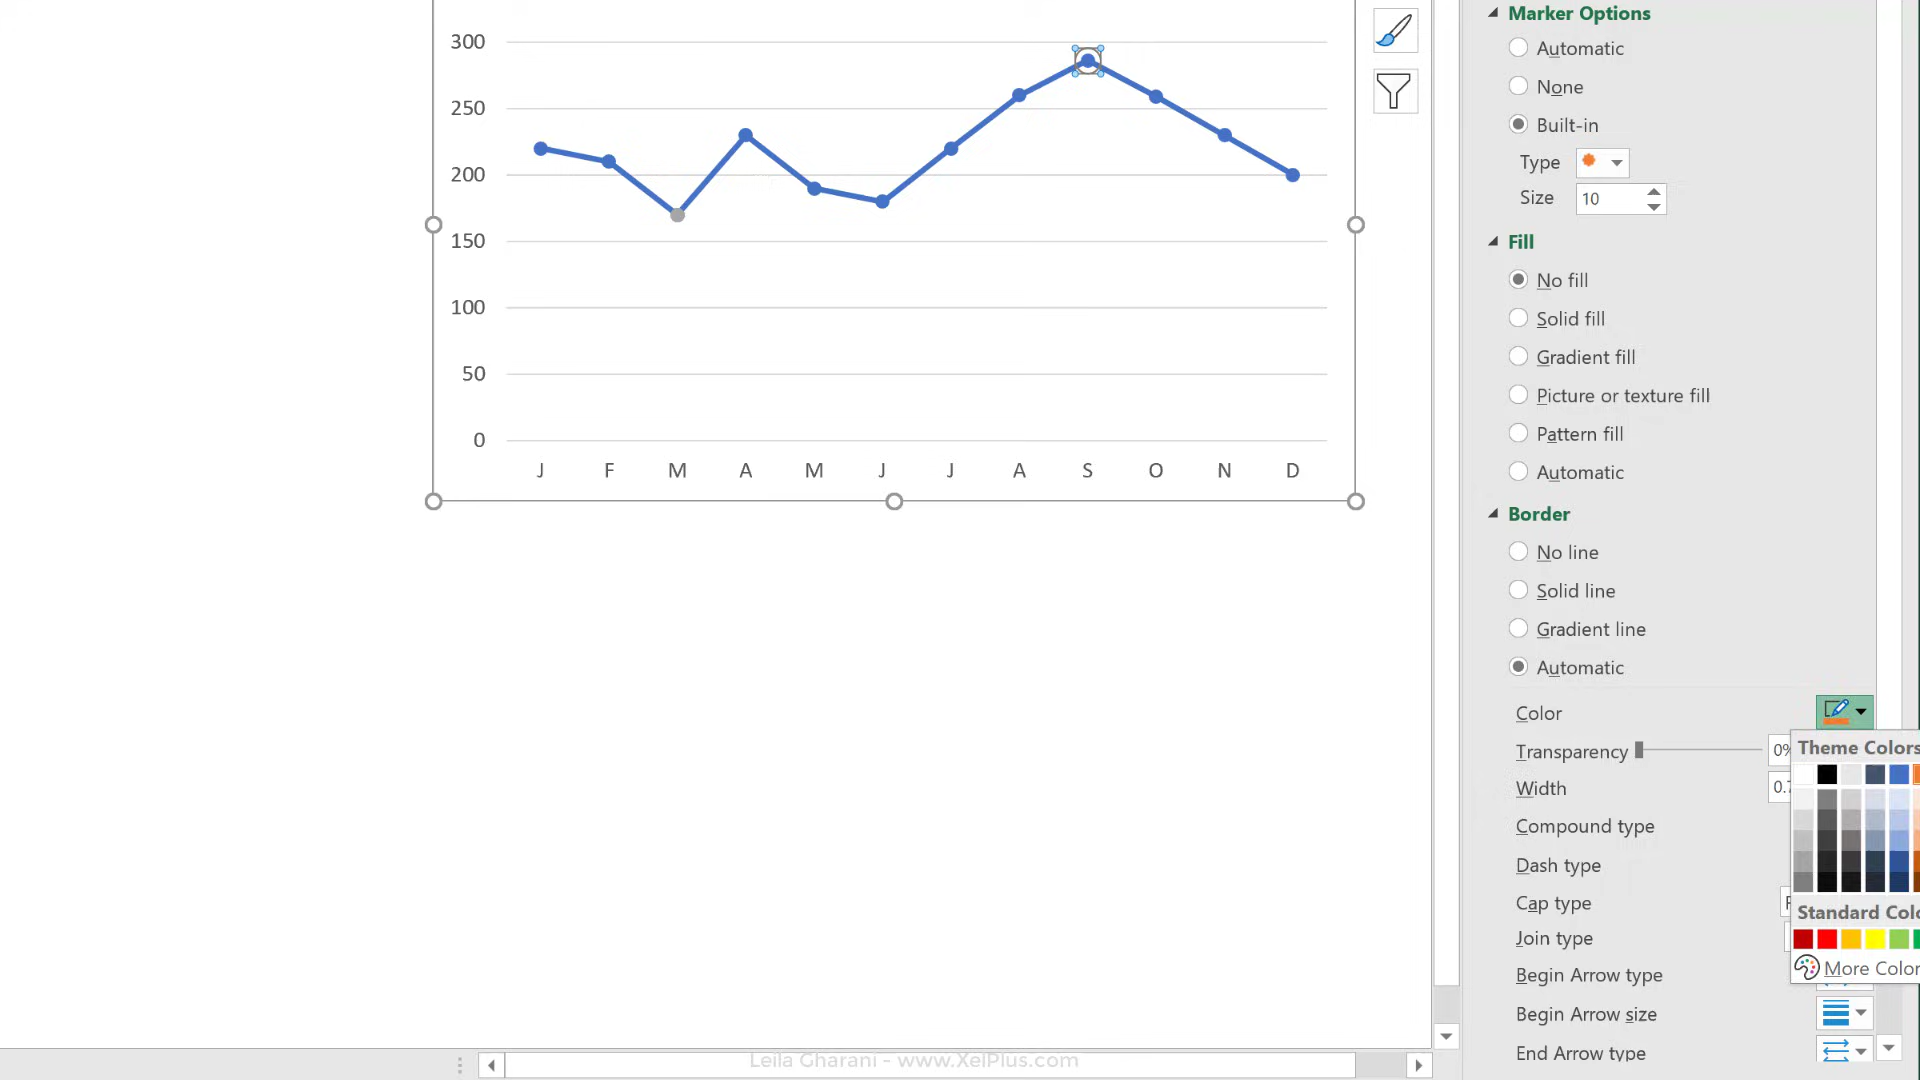 300
250
200
150
100
50
0
J F M A M J J A S O N D
Marker Options
Automatic
None
Built-in
Type
Size 10
Fill
No fill
Solid fill
Gradient fill
Picture or texture fill
Pattern fill
Automatic
Border
No line
Solid line
Gradient line
Automatic
Color
Transparency 0%
Theme Colors
Width 0.7
Compound type
Dash type
Cap type
Standard Colo
Join type
More Color
Begin Arrow type
Begin Arrow size
End Arrow type
Leila Gharani - www.XelPlus.com